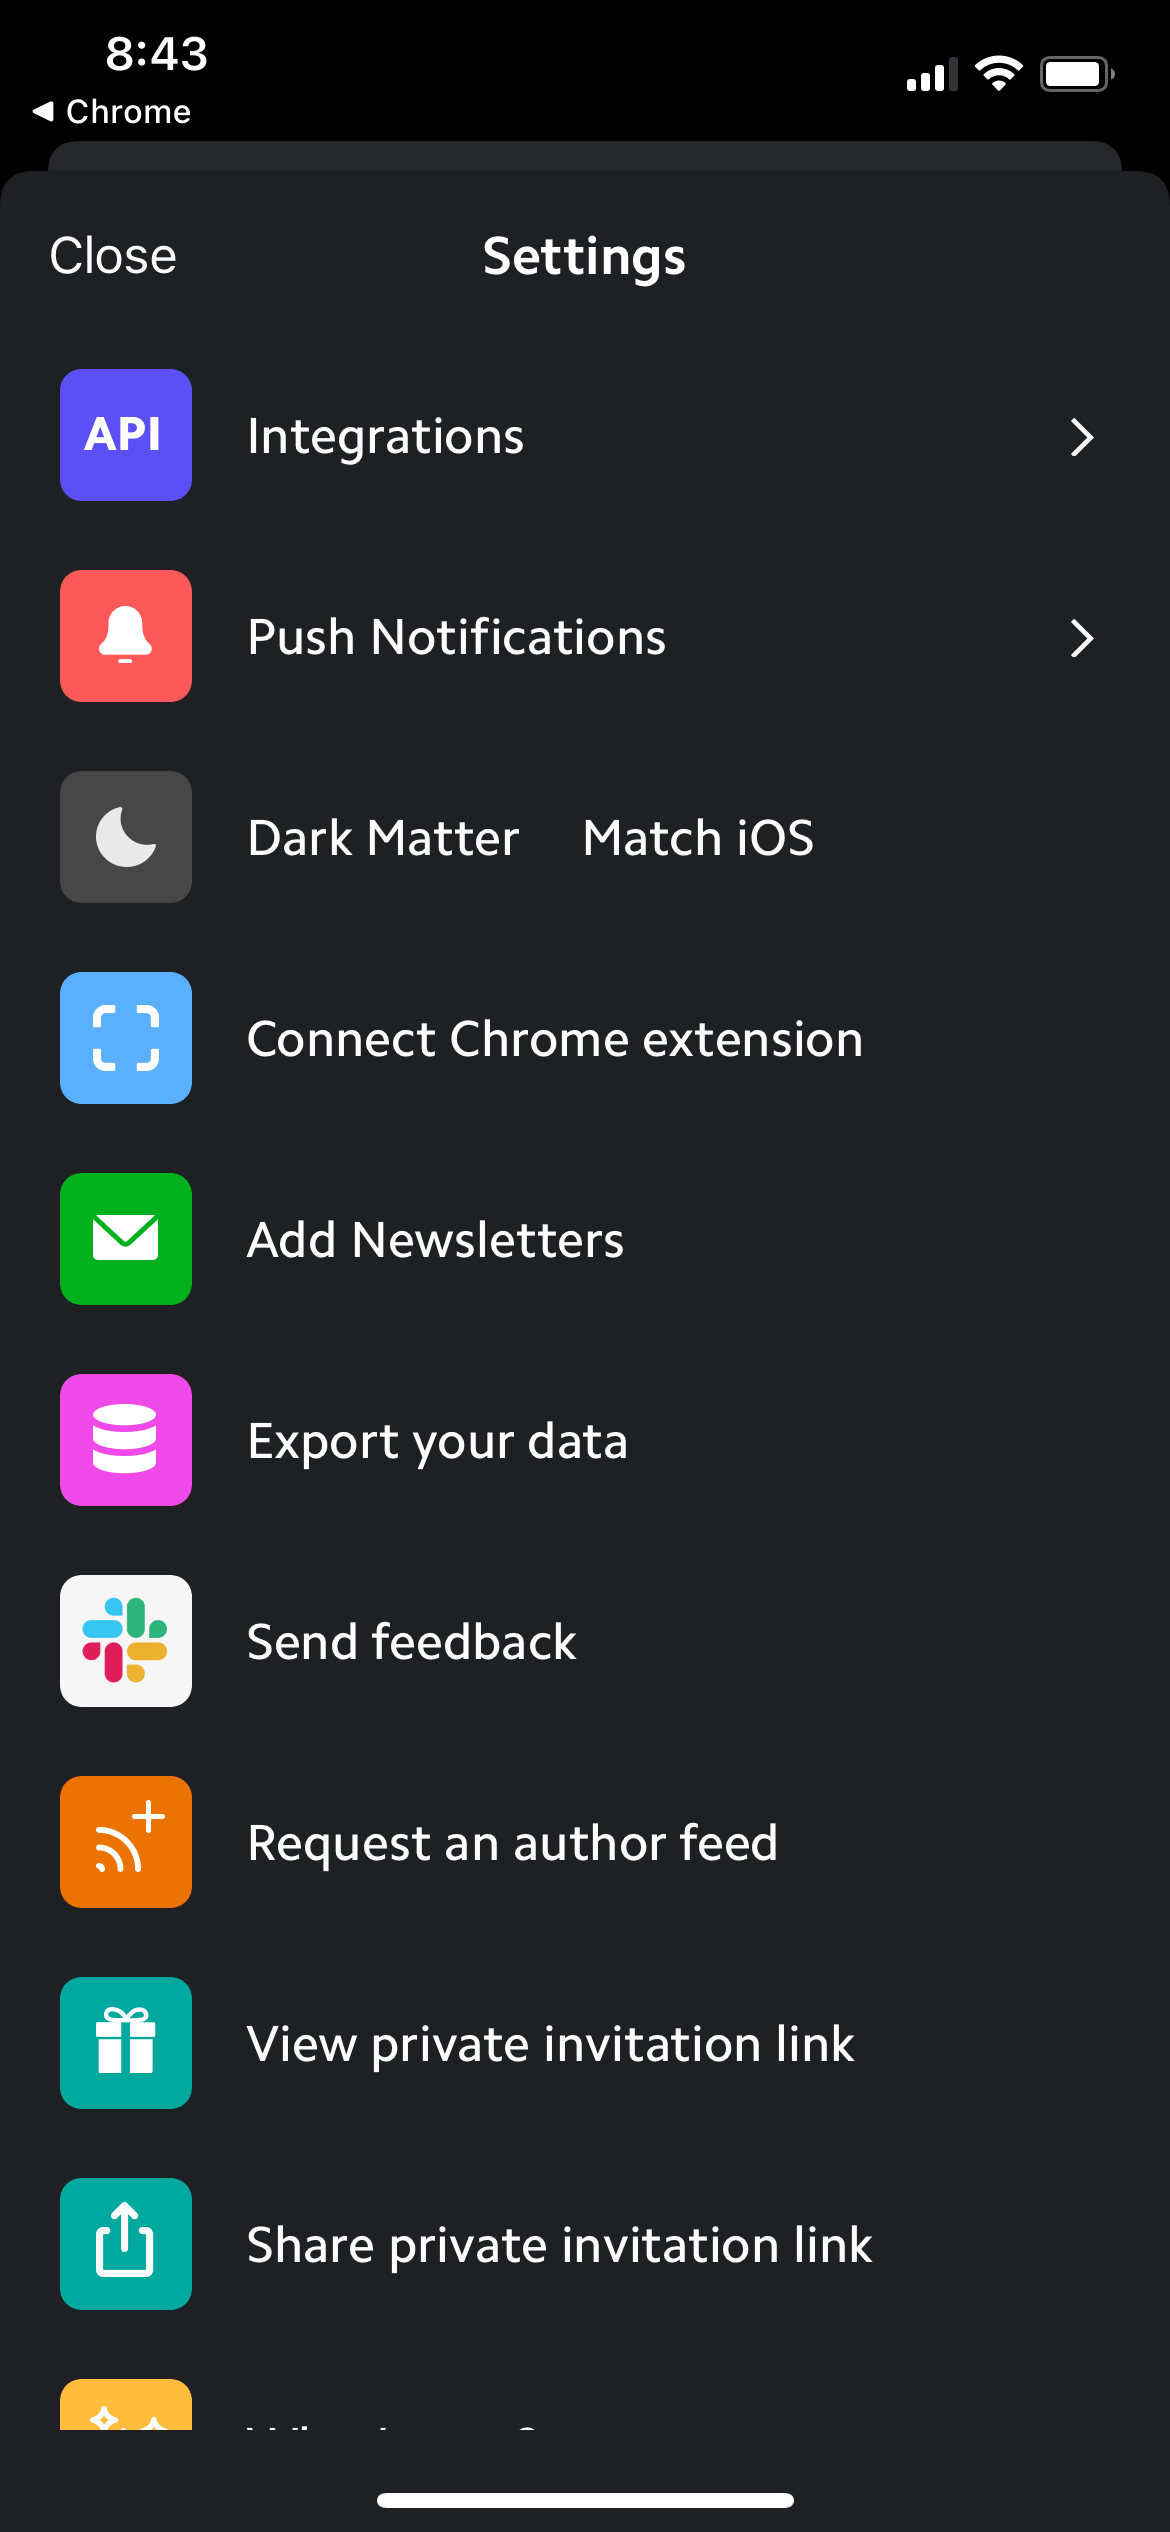 8:43
◀ Chrome
Close
Settings
API
Integrations
Push Notifications
Dark Matter Match iOS
Connect Chrome extension
Add Newsletters
Export your data
Send feedback
Request an author feed
View private invitation link
Share private invitation link